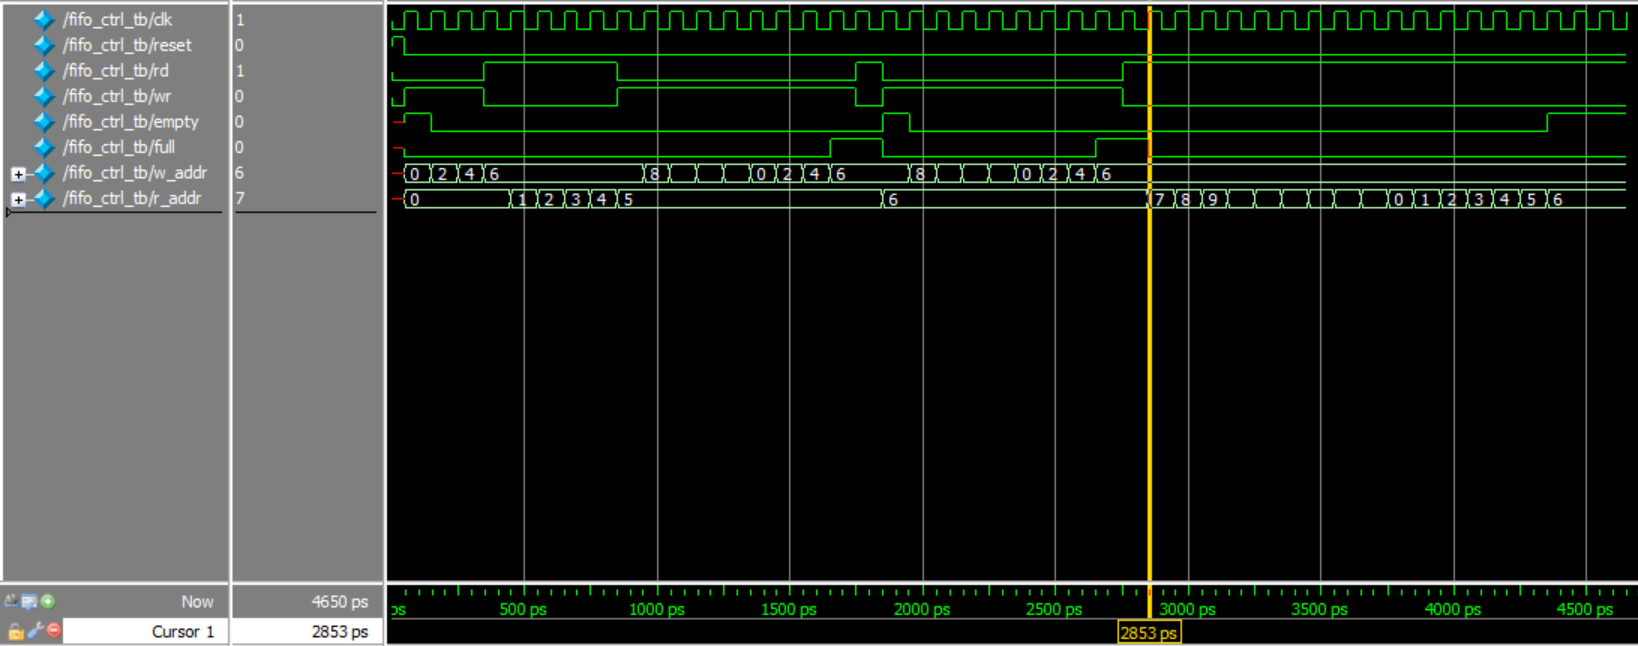 /fifo_ctrl_tb/clk 1
/fifo_ctrl_tb/reset 0
/fifo_ctrl_tb/rd 1
/fifo_ctrl_tb/wr 0
/fifo_ctrl_tb/empty 0
/fifo_ctrl_tb/full 0
/fifo_ctrl_tb/w_addr 6 0 2 4 6 8 0 2 4 6 8 0 2 4 6
/fifo_ctrl_tb/r_addr 7 0 1 2 3 4 5 6 7 8 9 0 1 2 3 4 5 6
Now 4650 ps ps 500 ps 1000 ps 1500 ps 2000 ps 2500 ps 3000 ps 3500 ps 4000 ps 4500 ps
Cursor 1 2853 ps 2853 ps